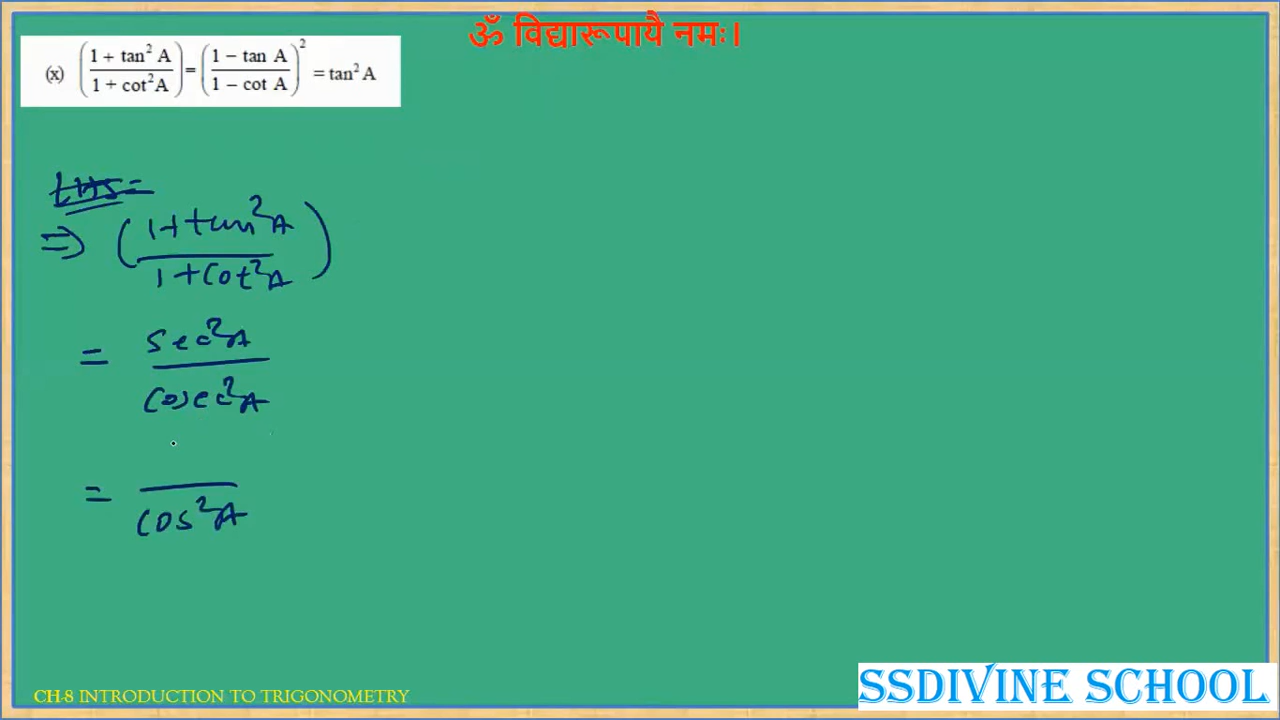 ॐ विद्यारूपायै नमः।
(x) (1 + tan² A / 1 + cot²A) = (1 − tan A / 1 − cot A)² = tan² A
LHS=
⇒ (1+tan²A / 1+Cot²A)
= Sec²A / Cosec²A
= / Cos²A
CH-8 INTRODUCTION TO TRIGONOMETRY
SSDIVINE SCHOOL